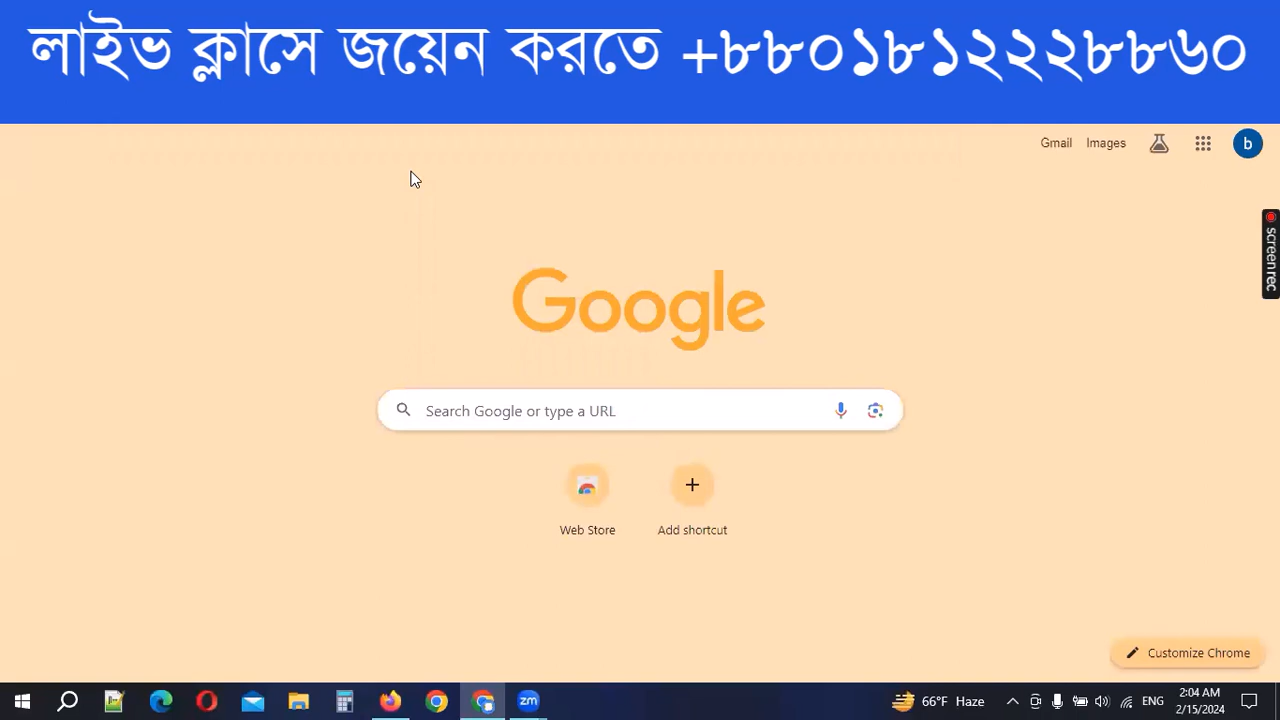 লাইভ ক্লাসে জয়েন করতে +৮৮০১৮১২২২৮৮৬০
Gmail Images b
screenrec
Google
Search Google or type a URL
Web Store Add shortcut
Customize Chrome
zm 66°F Haze ENG 2:04 AM
2/15/2024